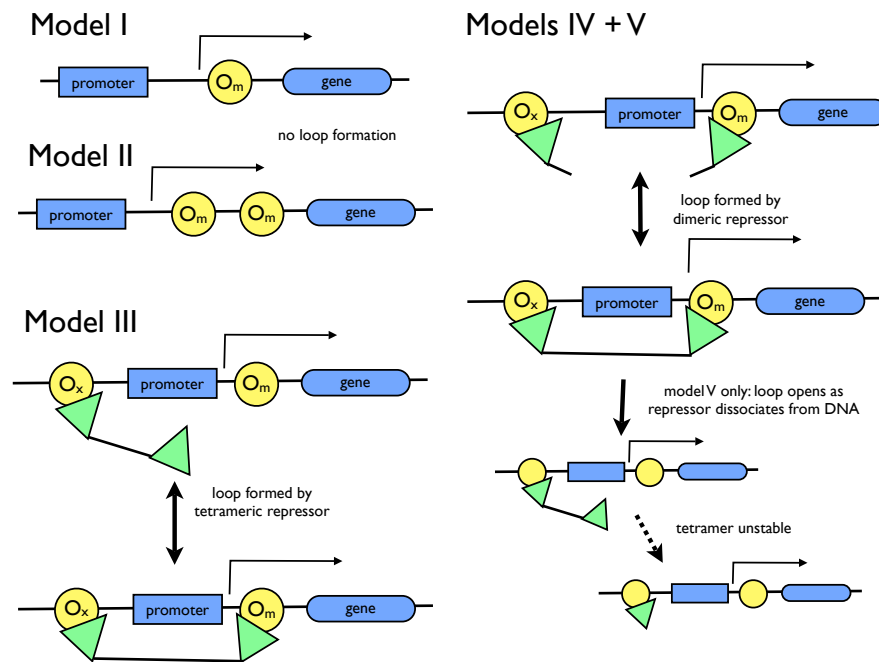 Model I
promoter
Om
gene
no loop formation
Model II
promoter
Om
Om
gene
Model III
Ox
promoter
Om
gene
loop formed by
tetrameric repressor
Ox
promoter
Om
gene
Models IV + V
Ox
promoter
Om
gene
loop formed by
dimeric repressor
Ox
promoter
Om
gene
model V only: loop opens as
repressor dissociates from DNA
tetramer unstable